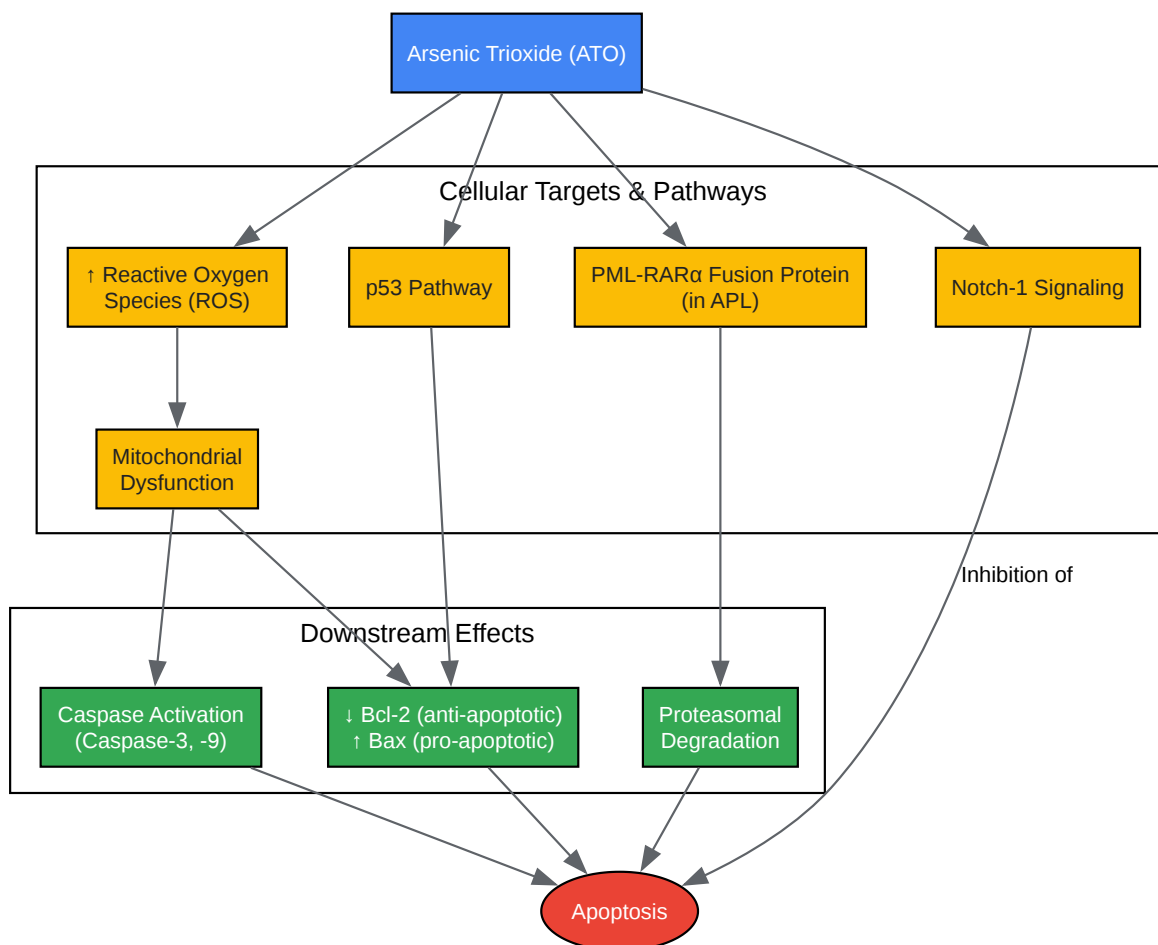 Arsenic Trioxide (ATO)
Cellular Targets & Pathways
↑ Reactive Oxygen
Species (ROS)
p53 Pathway
PML-RARα Fusion Protein
(in APL)
Notch-1 Signaling
Mitochondrial
Dysfunction
Inhibition of
Downstream Effects
Caspase Activation
(Caspase-3, -9)
↓ Bcl-2 (anti-apoptotic)
↑ Bax (pro-apoptotic)
Proteasomal
Degradation
Apoptosis